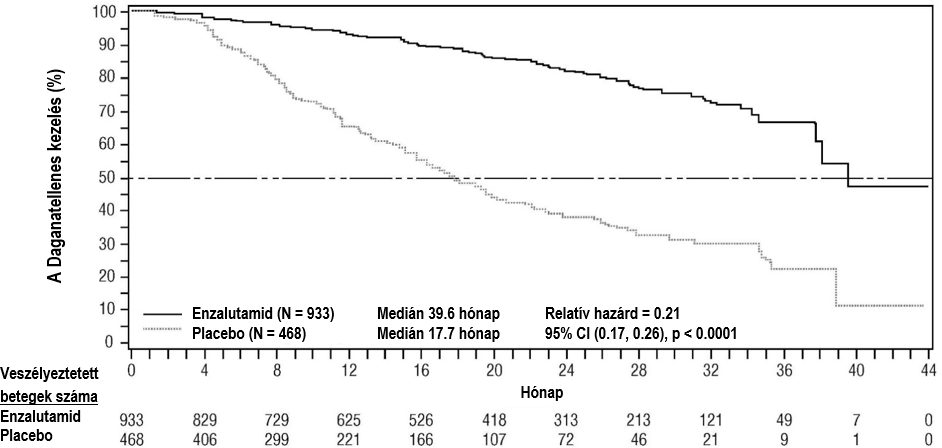 A Daganatellenes kezelés (%)
100
90
80
70
60
50
40
30
20
10
0
Enzalutamid (N = 933) Medián 39.6 hónap Relatív hazárd = 0.21
Placebo (N = 468) Medián 17.7 hónap 95% CI (0.17, 0.26), p < 0.0001
0 4 8 12 16 20 24 28 32 36 40 44
Hónap
Veszélyeztetett
betegek száma
Enzalutamid 933 829 729 625 526 418 313 213 121 49 7 0
Placebo 468 406 299 221 166 107 72 46 21 9 1 0